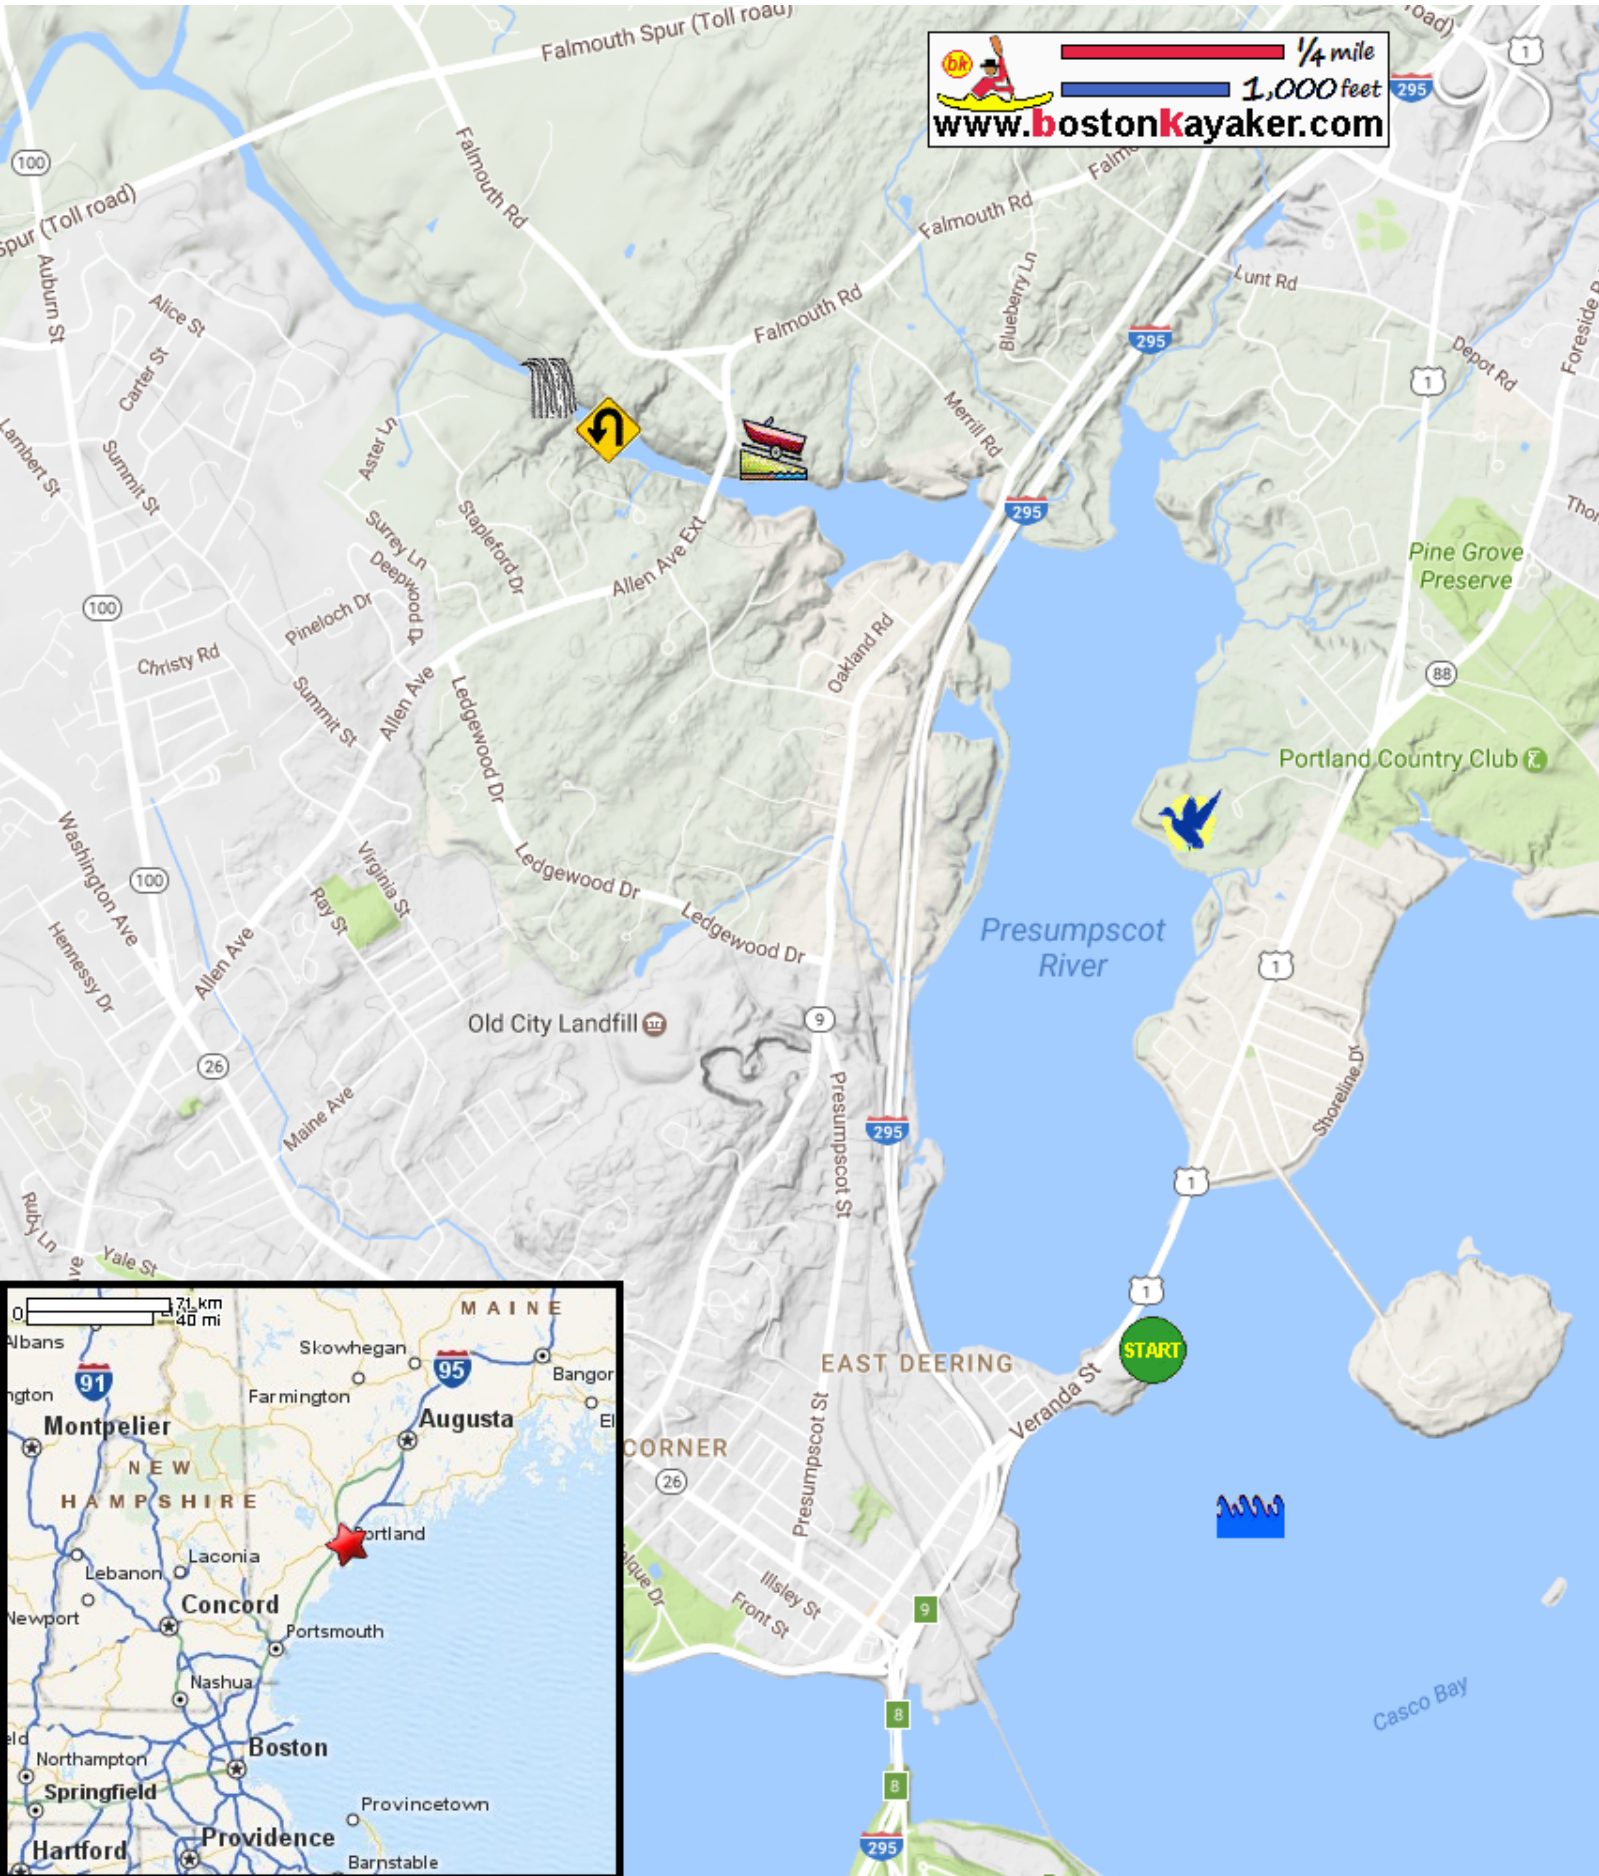 Falmouth Spur (Toll road)
road)
1
bk
1/4 mile
1,000 feet
www.bostonkayaker.com
295
100
Falmouth Rd
Spur (Toll road)
Auburn St
Falmouth Rd
Lunt Rd
Blueberry Ln
Alice St
Falmouth Rd
295
Foreside
Depot Rd
Carter St
1
Merrill Rd
Lambert St
Summit St
Aster Ln
295
Stapleford Dr
Surrey Ln
Allen Ave Ext
Pine Grove
Preserve
Deepwood Dr
100
Pineloch Dr
Oakland Rd
Christy Rd
88
Summit St
Allen Ave
Ledgewood Dr
Portland Country Club
Washington Ave
Virginia St
100
Ray St
Ledgewood Dr
Ledgewood Dr
Presumpscot
River
Hennessy Dr
Allen Ave
1
Old City Landfill
9
26
Maine Ave
Presumpscot St
Shoreline Dr
295
1
Ruby Ln
Yale St
1
START
EAST DEERING
Veranda St
CORNER
26
Presumpscot St
Illsley St
Front St
9
8
Casco Bay
8
295
0
71 km
40 mi
MAINE
Albans
Skowhegan
91
95
Bangor
Farmington
Montpelier
Augusta
NEW
HAMPSHIRE
Portland
Laconia
Lebanon
Newport
Concord
Portsmouth
Nashua
Boston
Northampton
Springfield
Provincetown
Hartford
Providence
Barnstable